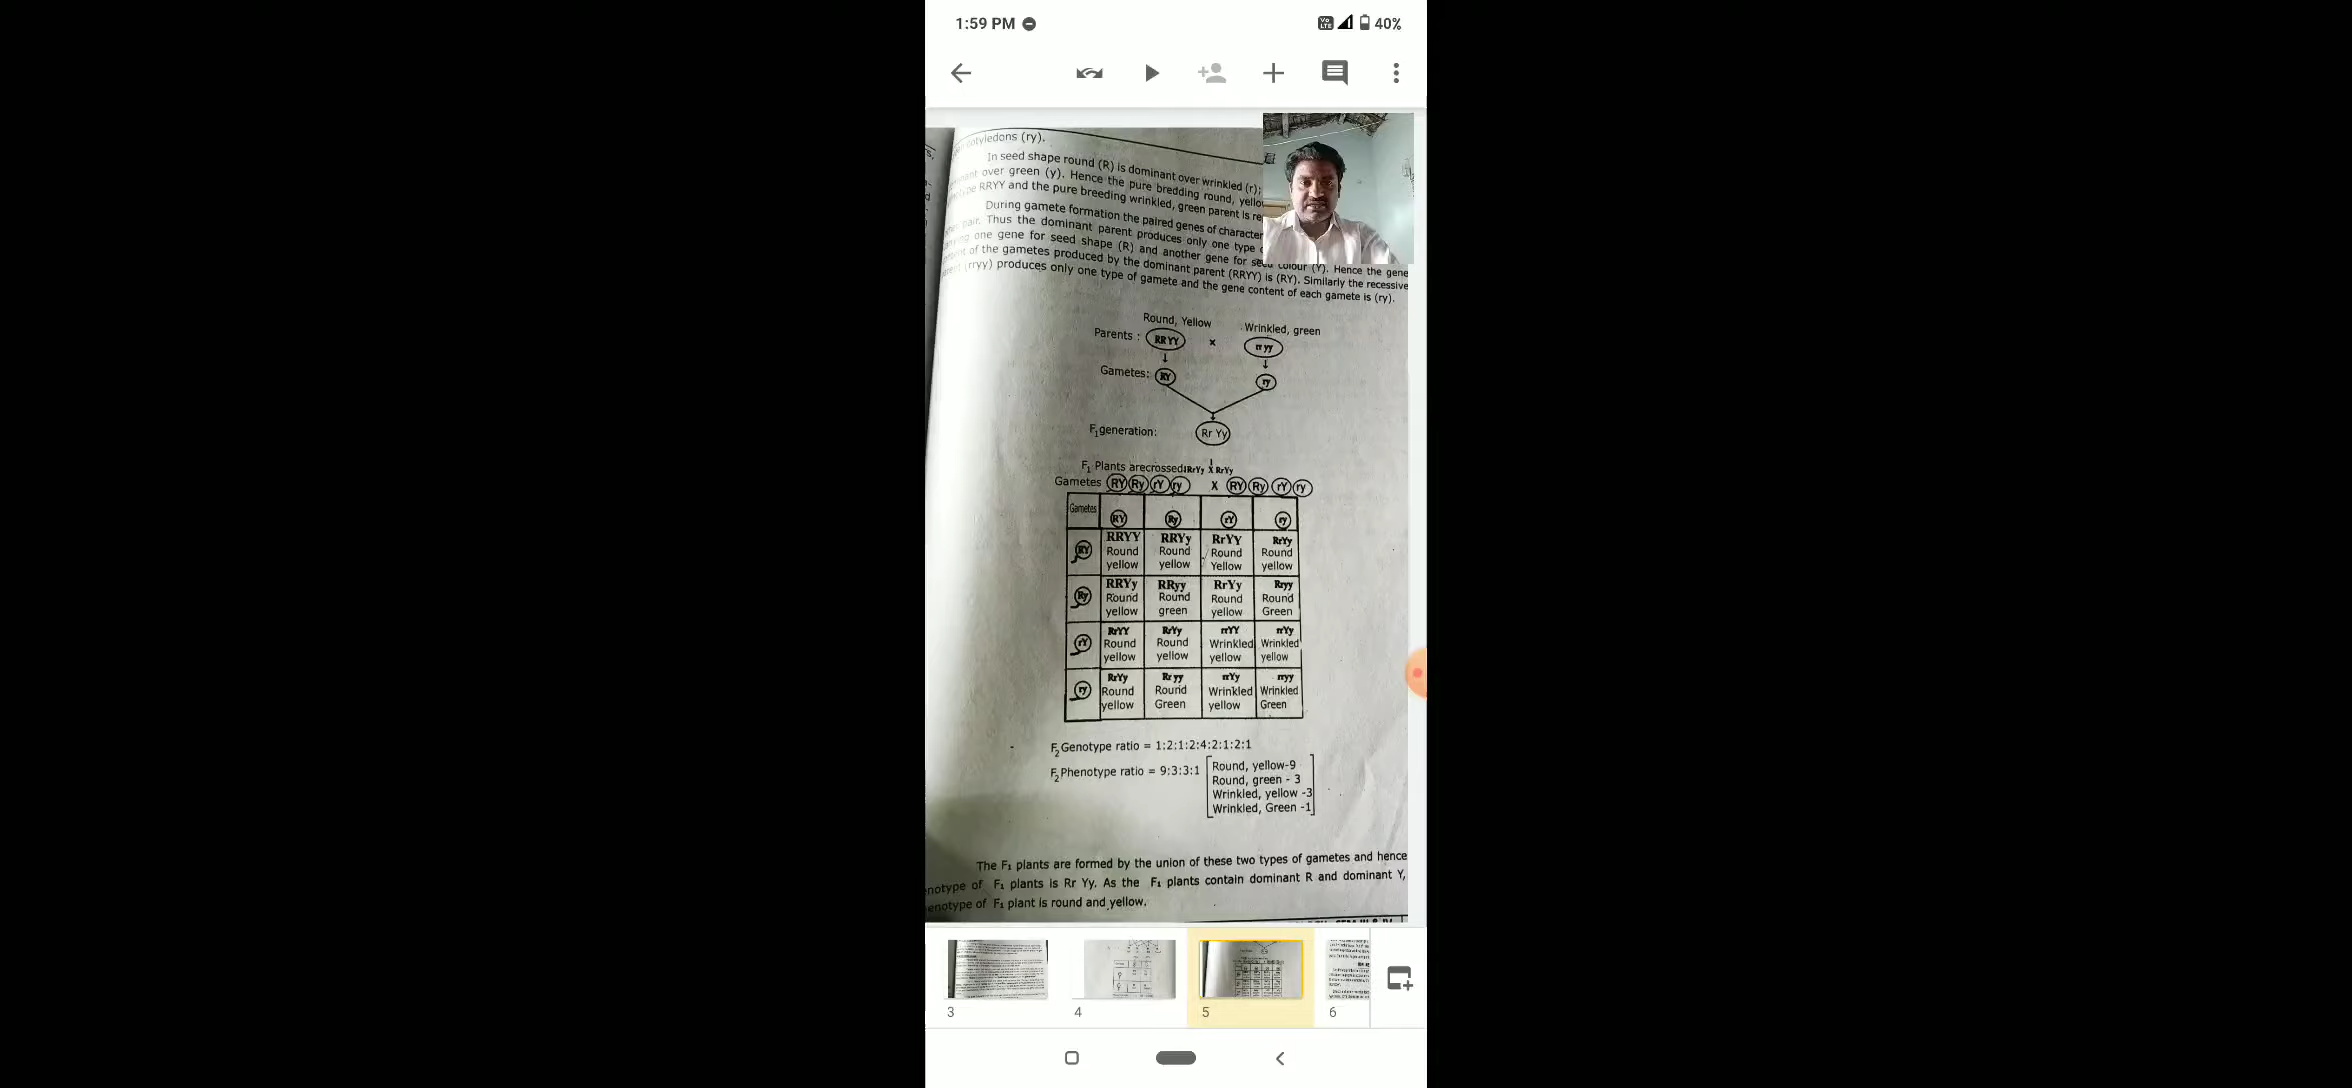 1:59 PM
Vo LTE
40%
cotyledons (ry).
In seed shape round (R) is dominant over wrinkled (r);
over green (y). Hence the pure bredding round,
RRYY and the pure breeding wrinkled, green parent is
During gamete formation the paired genes of
pair. Thus the dominant parent produces only one type
one gene for seed shape (R) and another gene for seed colour (Y). Hence the gene
of the gametes produced by the dominant parent (RRYY) is (RY). Similarly the recessive
(rryy) produces only one type of gamete and the gene content of each gamete is (ry).
Round, Yellow Wrinkled, green
Parents : RR YY x rr yy
Gametes: RY ry
F1 generation: Rr Yy
F1 Plants arecrossed:RrYy X RrYy
Gametes RY Ry rY ry X RY Ry rY ry
Gametes RY Ry rY ry
RY RRYY RRYy RrYY RrYy
Round Round Round Round
yellow yellow Yellow yellow
Ry RRYy RRyy RrYy Rryy
Round Round Round Round
yellow green yellow Green
rY RrYY RrYy rrYY rrYy
Round Round Wrinkled Wrinkled
yellow yellow yellow yellow
ry RrYy Rr yy rrYy rryy
Round Round Wrinkled Wrinkled
yellow Green yellow Green
F2 Genotype ratio = 1:2:1:2:4:2:1:2:1
F2 Phenotype ratio = 9:3:3:1
Round, yellow-9
Round, green - 3
Wrinkled, yellow -3
Wrinkled, Green -1
The F1 plants are formed by the union of these two types of gametes and hence
of F1 plants is Rr Yy. As the F1 plants contain dominant R and dominant Y,
of F1 plant is round and yellow.
3
4
5
6